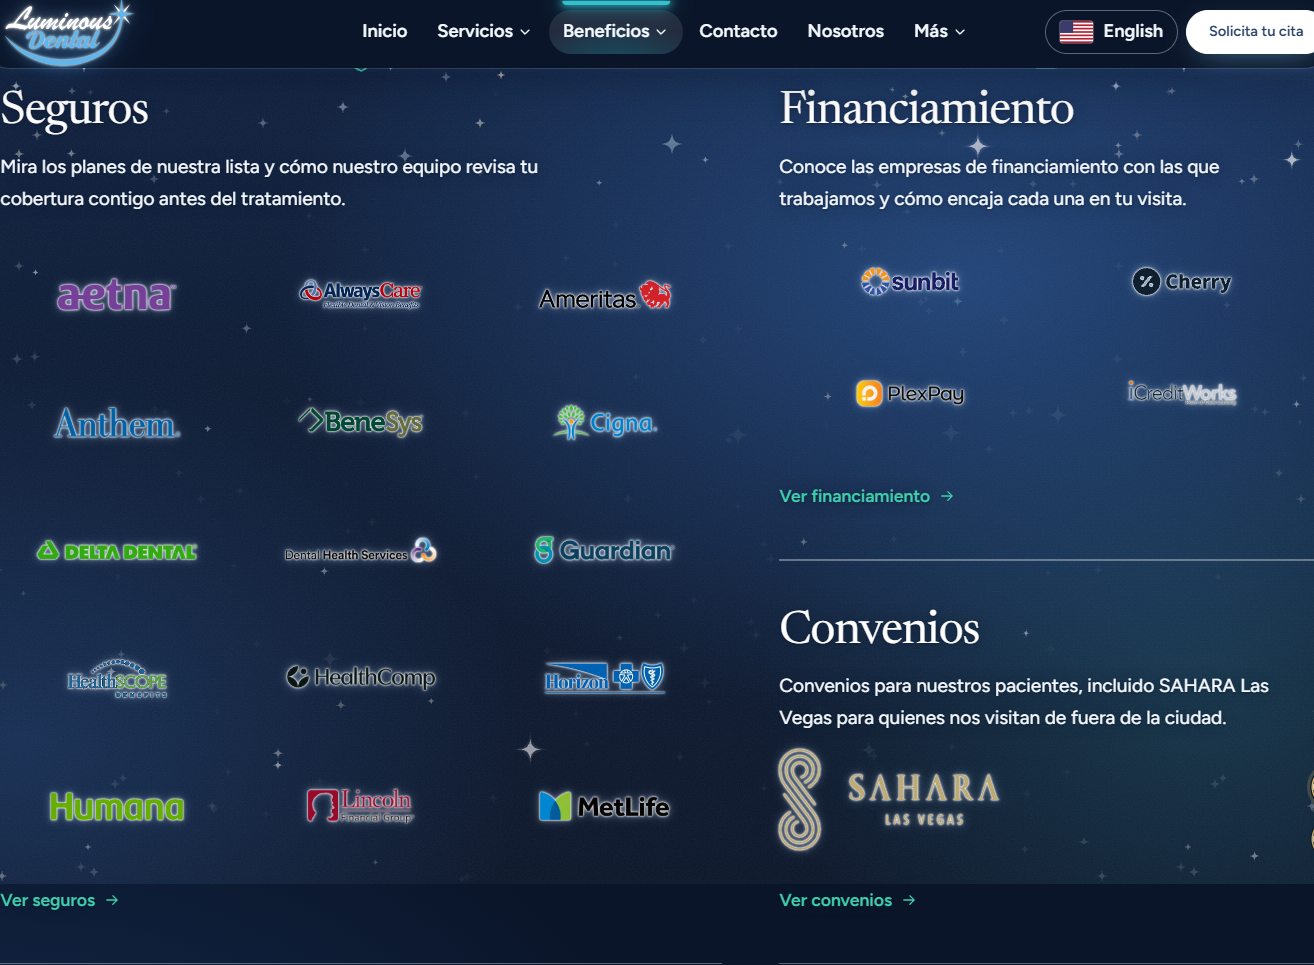 Luminous
Dental
Inicio
Servicios
Beneficios
Contacto
Nosotros
Más
English
Solicita tu cita
Seguros
Mira los planes de nuestra lista y cómo nuestro equipo revisa tu
cobertura contigo antes del tratamiento.
aetna
AlwaysCare
Flexible Dental & Vision Benefits
Ameritas
Anthem
BeneSys
Cigna
DELTA DENTAL
Dental Health Services
Guardian
HealthSCOPE
BENEFITS
HealthComp
Horizon
Humana
Lincoln
Financial Group
MetLife
Ver seguros
Financiamiento
Conoce las empresas de financiamiento con las que
trabajamos y cómo encaja cada una en tu visita.
sunbit
Cherry
PlexPay
iCreditWorks
Ver financiamiento
Convenios
Convenios para nuestros pacientes, incluido SAHARA Las
Vegas para quienes nos visitan de fuera de la ciudad.
SAHARA
LAS VEGAS
Ver convenios